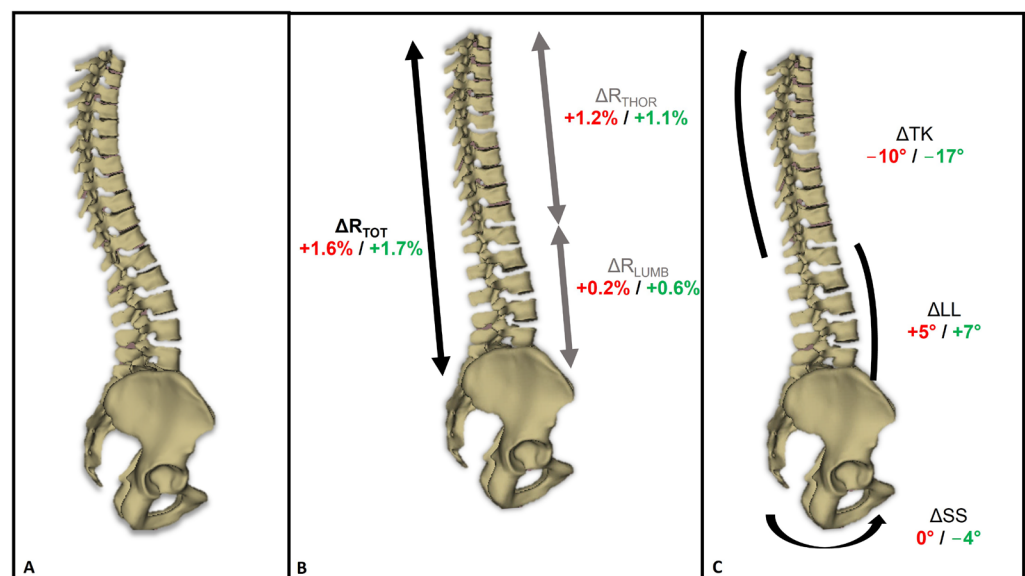 ΔR_THOR
+1.2% / +1.1%
ΔR_TOT
+1.6% / +1.7%
ΔR_LUMB
+0.2% / +0.6%
ΔTK
−10° / −17°
ΔLL
+5° / +7°
ΔSS
0° / −4°
A
B
C